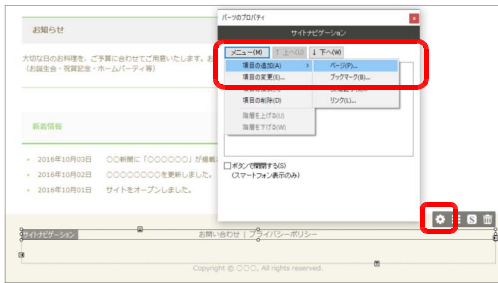 お知らせ
大切な日のお料理を、ご予算に合わせてご用意いたします。お
(お誕生会・祝賀記念・ホームパーティ等)
新着情報
2016年10月03日 〇〇新聞に「〇〇〇〇〇〇」が掲載
2016年10月02日 〇〇〇〇〇〇〇〇を更新しました。
2016年10月01日 サイトをオープンしました。
パーツのプロパティ
サイトナビゲーション
メニュー(M) ↑ 上へ(U) ↓ 下へ(W)
項目の追加(A) ページ(P)...
項目の変更(E)... ブックマーク(B)...
リンク(L)...
項目の削除(D)
階層を上げる(U)
階層を下げる(W)
ボタンで開閉する(S)
(スマートフォン表示のみ)
S
サイトナビゲーション
お問い合わせ | プライバシーポリシー
Copyright © 〇〇〇, All rights reserved.